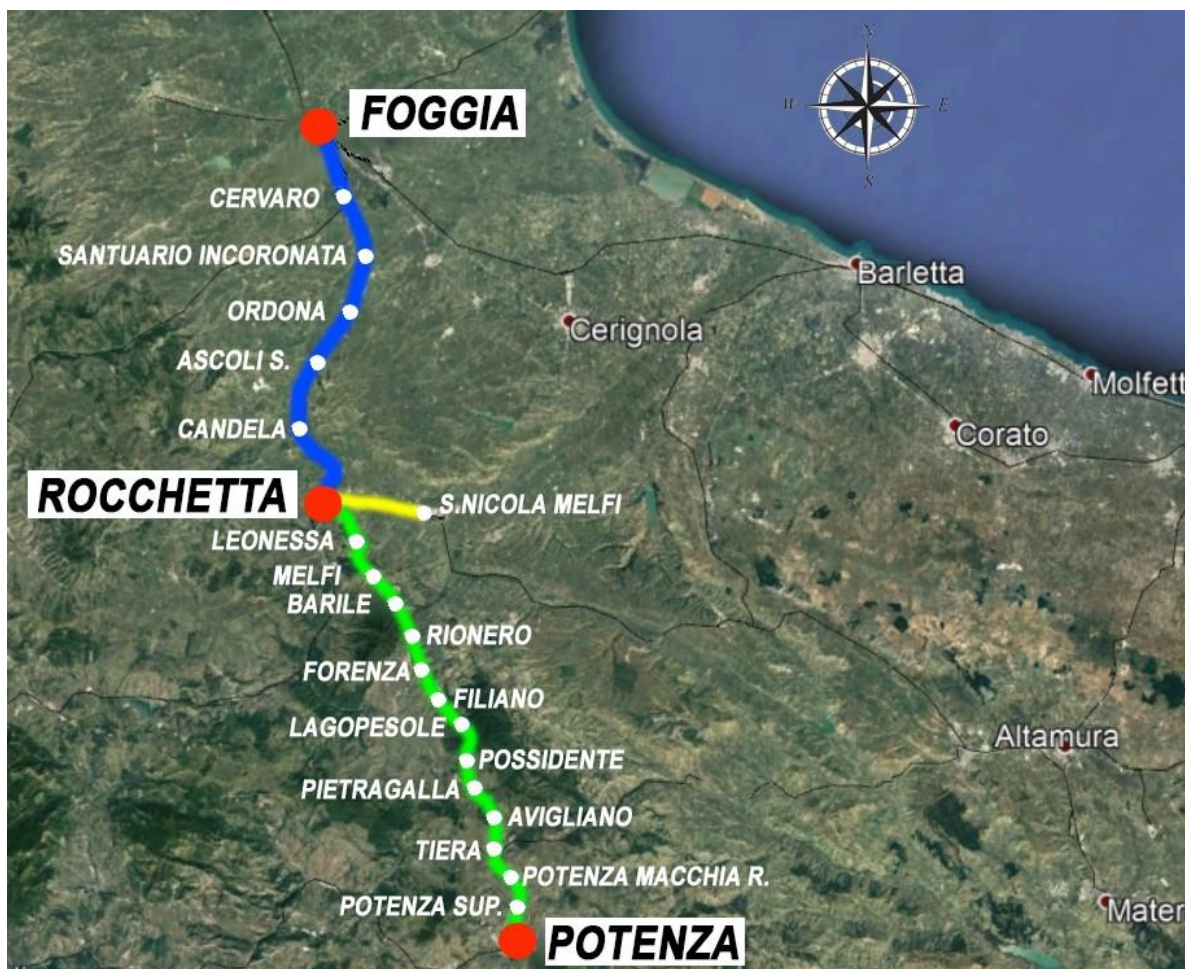 N
W
E
S
FOGGIA
CERVARO
SANTUARIO INCORONATA
Barletta
ORDONA
Cerignola
ASCOLI S.
Molfett
CANDELA
Corato
ROCCHETTA
S.NICOLA MELFI
LEONESSA
MELFI
BARILE
RIONERO
FORENZA
FILIANO
LAGOPESOLE
Altamura
POSSIDENTE
PIETRAGALLA
AVIGLIANO
TIERA
POTENZA MACCHIA R.
POTENZA SUP.
Mater
POTENZA